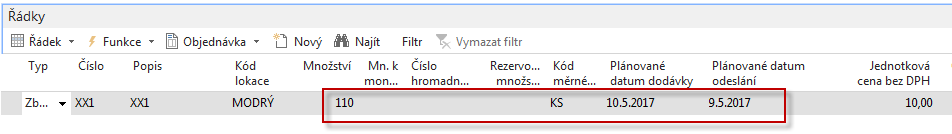 Řádky
Řádek Funkce Objednávka Nový Najít Filtr Vymazat filtr
Typ Číslo Popis Kód lokace Množství Mn. k mon... Číslo hromadn... Rezervo... množs... Kód měrné... Plánované datum dodávky Plánované datum odeslání Jednotková cena bez DPH
Zb... XX1 XX1 MODRÝ 110 KS 10.5.2017 9.5.2017 10,00